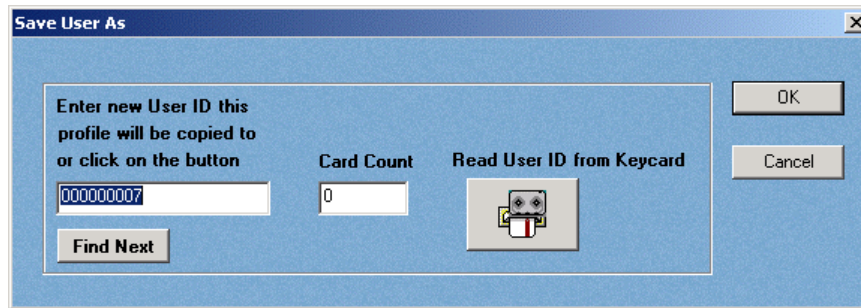 Save User As
Enter new User ID this
profile will be copied to
or click on the button
000000007
Find Next
Card Count
0
Read User ID from Keycard
OK
Cancel